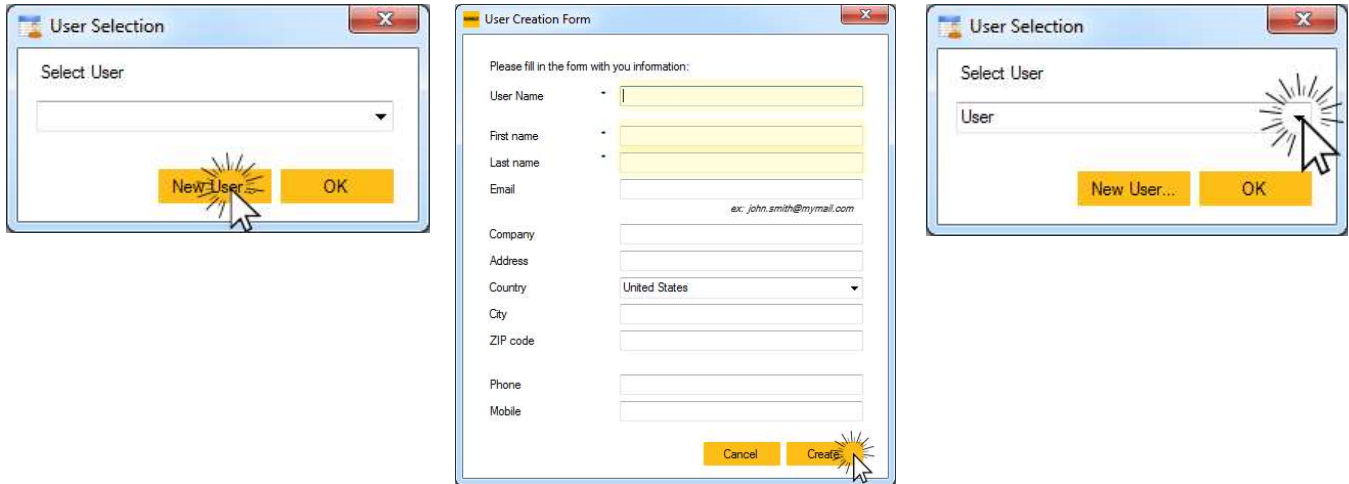 User Selection
Select User
New User...
OK
User Creation Form
Please fill in the form with you information:
User Name
First name
Last name
Email
ex: john.smith@mymail.com
Company
Address
Country
United States
City
ZIP code
Phone
Mobile
Cancel
Create
User Selection
Select User
User
New User...
OK